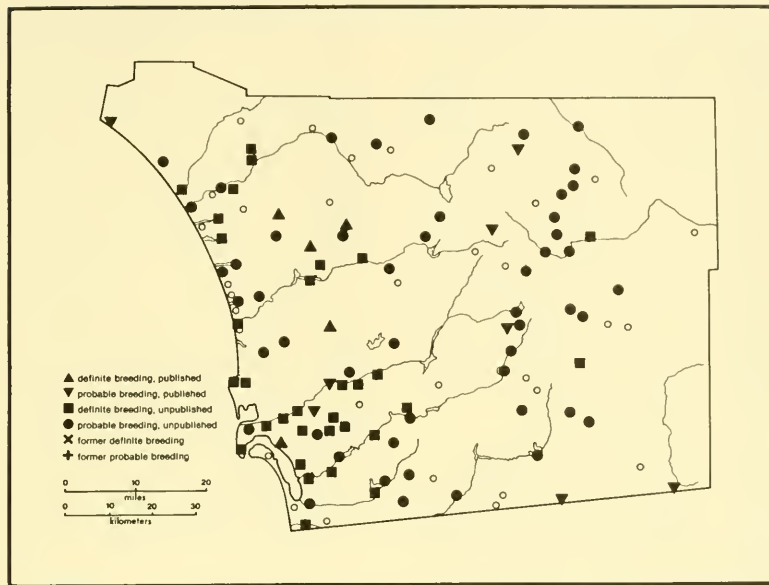 definite breeding, published
probable breeding, published
definite breeding, unpublished
probable breeding, unpublished
former definite breeding
former probable breeding
0 10 20
miles
0 10 20 30
kilometers